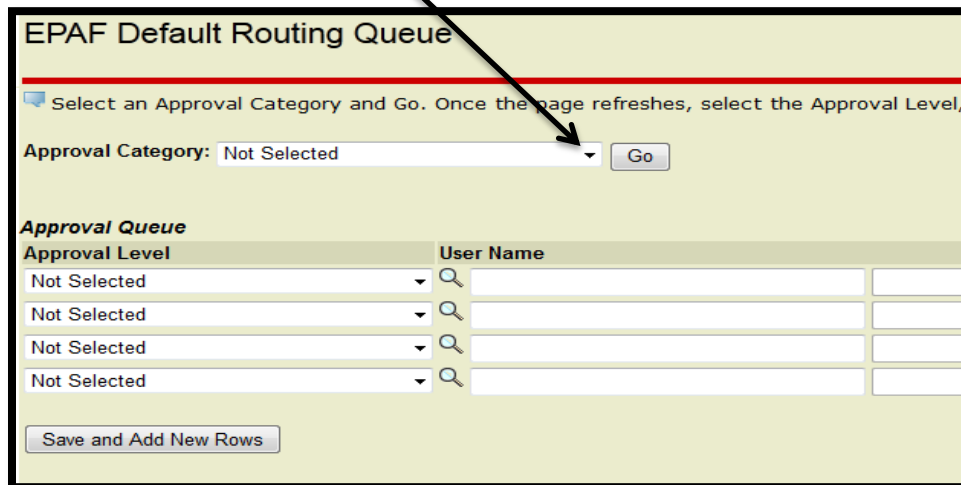 EPAF Default Routing Queue
Select an Approval Category and Go. Once the page refreshes, select the Approval Level,
Approval Category: Not Selected Go
Approval Queue
Approval Level User Name
Not Selected
Not Selected
Not Selected
Not Selected
Save and Add New Rows